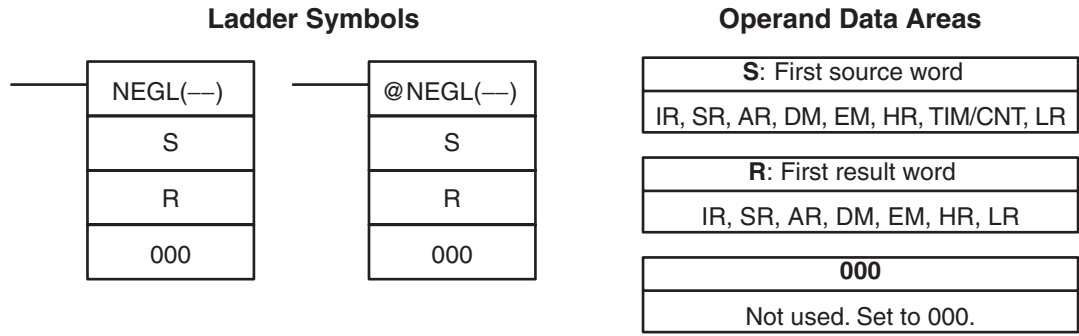 Ladder Symbols
NEGL(––)
S
R
000
@NEGL(––)
S
R
000
Operand Data Areas
S: First source word
IR, SR, AR, DM, EM, HR, TIM/CNT, LR
R: First result word
IR, SR, AR, DM, EM, HR, LR
000
Not used. Set to 000.